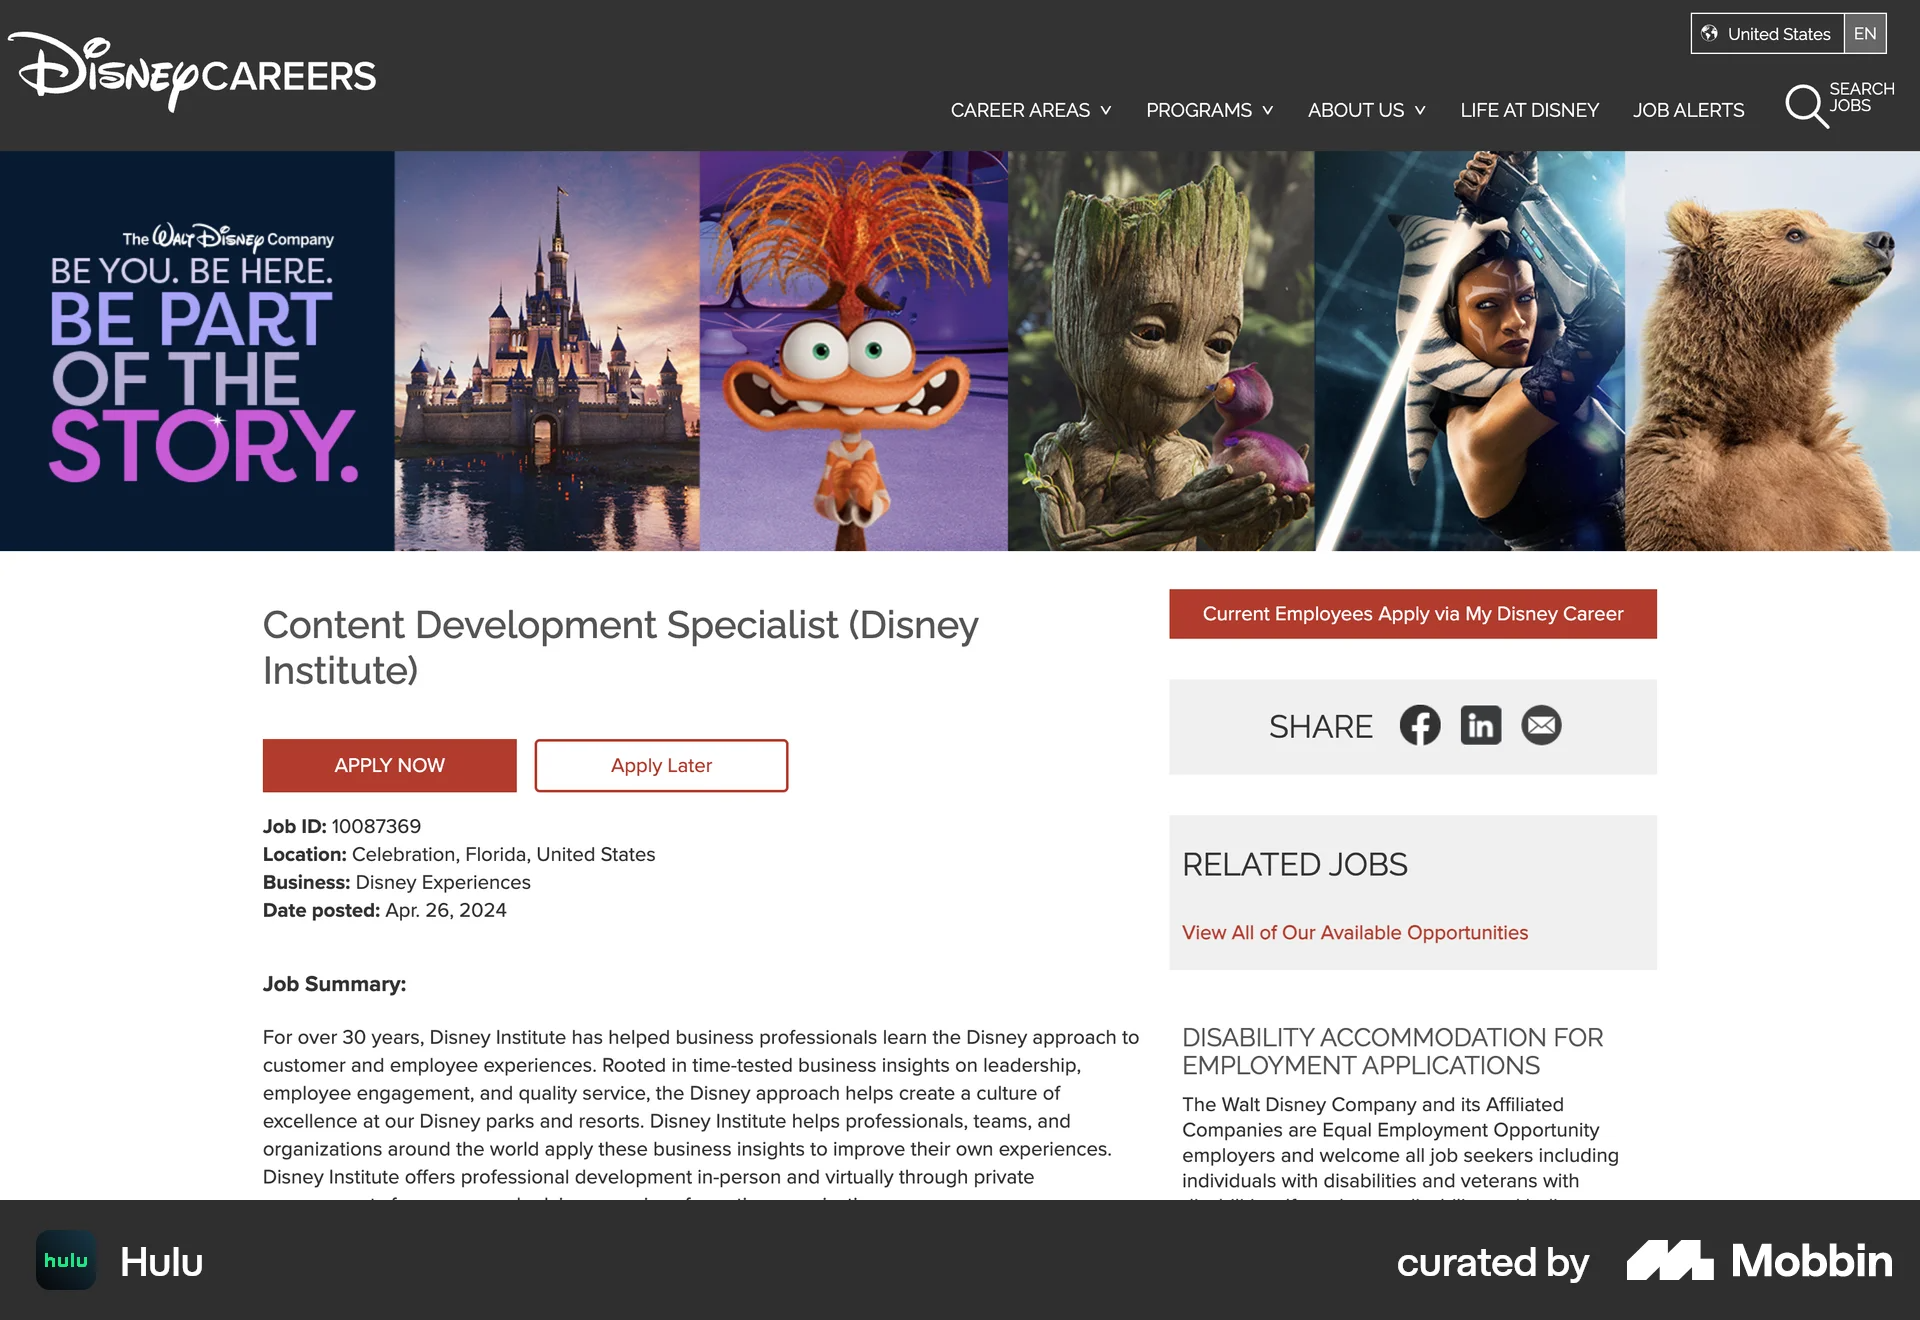 United States EN
Disney CAREERS
CAREER AREAS
PROGRAMS
ABOUT US
LIFE AT DISNEY
JOB ALERTS
SEARCH
JOBS
The Walt Disney Company
BE YOU. BE HERE.
BE PART
OF THE
STORY.
Content Development Specialist (Disney
Institute)
APPLY NOW
Apply Later
Job ID: 10087369
Location: Celebration, Florida, United States
Business: Disney Experiences
Date posted: Apr. 26, 2024
Job Summary:
For over 30 years, Disney Institute has helped business professionals learn the Disney approach to
customer and employee experiences. Rooted in time-tested business insights on leadership,
employee engagement, and quality service, the Disney approach helps create a culture of
excellence at our Disney parks and resorts. Disney Institute helps professionals, teams, and
organizations around the world apply these business insights to improve their own experiences.
Disney Institute offers professional development in-person and virtually through private
Current Employees Apply via My Disney Career
SHARE
in
RELATED JOBS
View All of Our Available Opportunities
DISABILITY ACCOMMODATION FOR
EMPLOYMENT APPLICATIONS
The Walt Disney Company and its Affiliated
Companies are Equal Employment Opportunity
employers and welcome all job seekers including
individuals with disabilities and veterans with
hulu
Hulu
curated by
Mobbin